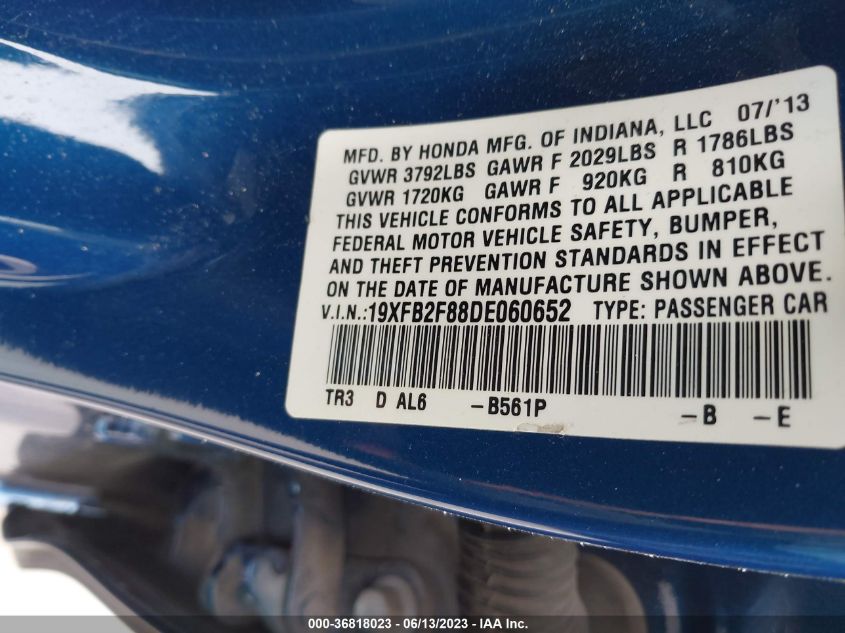 MFD. BY HONDA MFG. OF INDIANA, LLC 07/'13
GVWR 3792LBS GAWR F 2029LBS R 1786LBS
GVWR 1720KG GAWR F 920KG R 810KG
THIS VEHICLE CONFORMS TO ALL APPLICABLE
FEDERAL MOTOR VEHICLE SAFETY, BUMPER,
AND THEFT PREVENTION STANDARDS IN EFFECT
ON THE DATE OF MANUFACTURE SHOWN ABOVE.
V.I.N.:19XFB2F88DE060652 TYPE: PASSENGER CAR
TR3 D AL6 -B561P -B -E
000-36818023 - 06/13/2023 - IAA Inc.